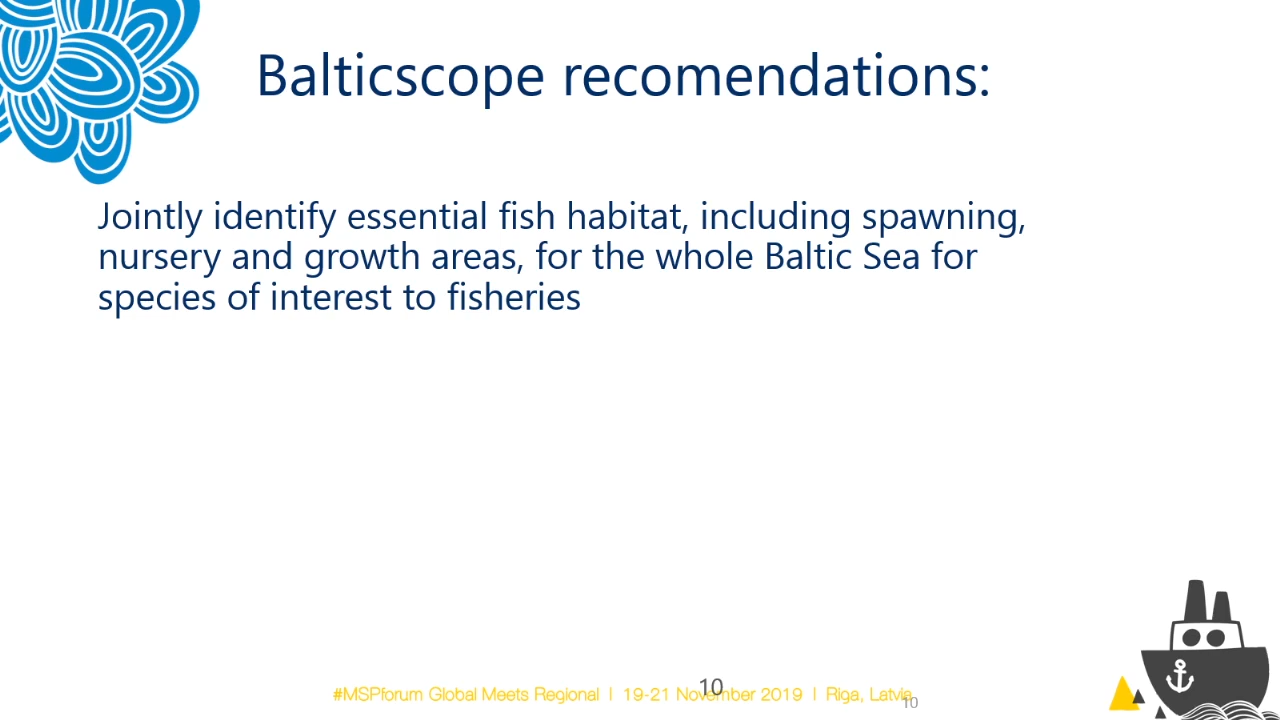 Balticscope recomendations:
Jointly identify essential fish habitat, including spawning,
nursery and growth areas, for the whole Baltic Sea for
species of interest to fisheries
#MSPforum Global Meets Regional | 19-21 November 2019 | Riga, Latvia
10
10